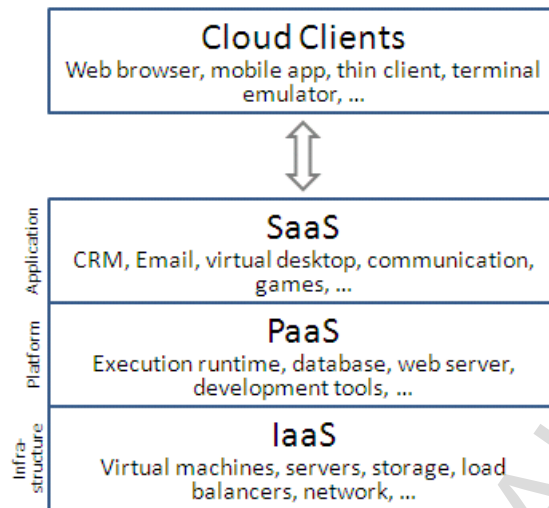 Cloud Clients
Web browser, mobile app, thin client, terminal
emulator, ...
Application
SaaS
CRM, Email, virtual desktop, communication,
games, ...
Platform
PaaS
Execution runtime, database, web server,
development tools, ...
Infra-
structure
IaaS
Virtual machines, servers, storage, load
balancers, network, ...